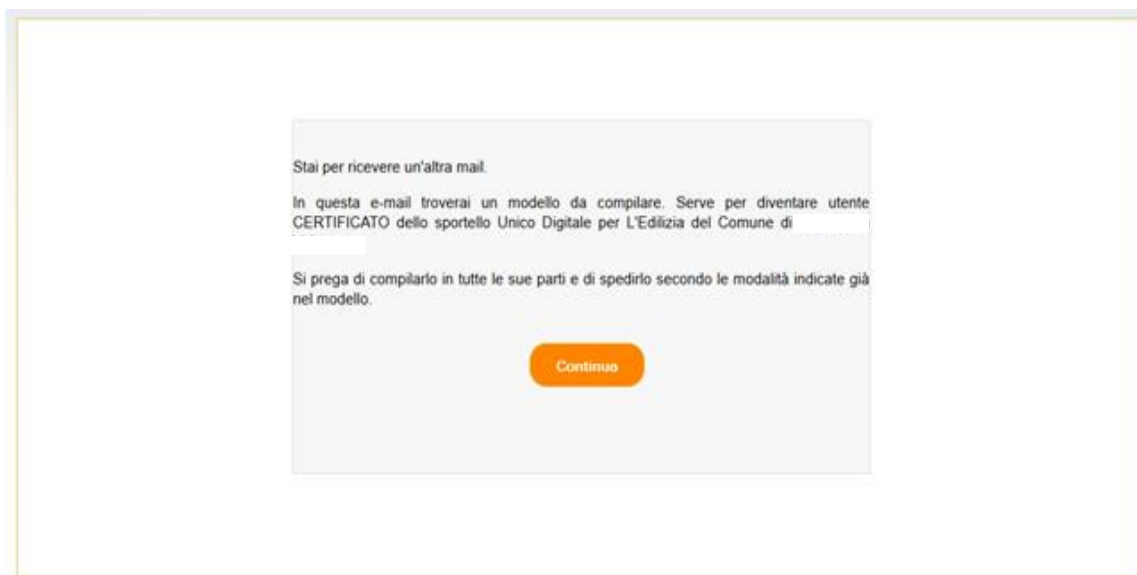 Stai per ricevere un'altra mail.
In questa e-mail troverai un modello da compilare. Serve per diventare utente
CERTIFICATO dello sportello Unico Digitale per L'Edilizia del Comune di
Si prega di compilarlo in tutte le sue parti e di spedirlo secondo le modalità indicate già
nel modello.
Continua